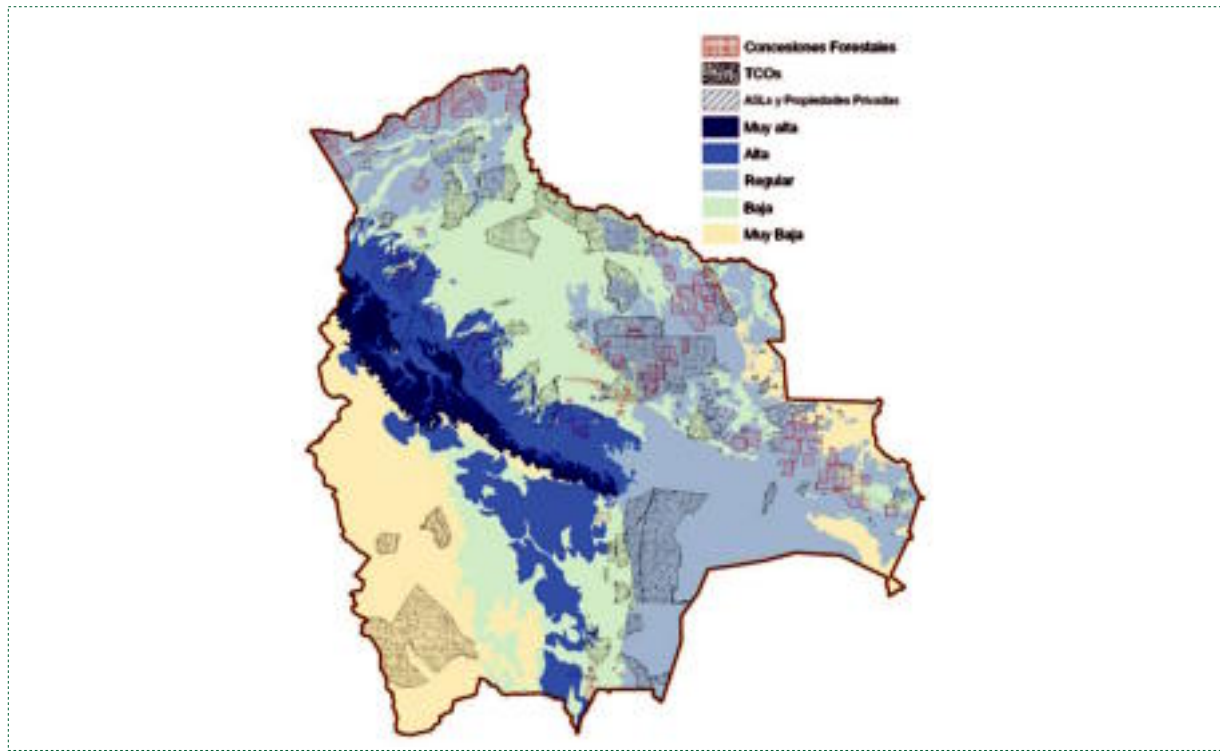 Concesiones Forestales
TCOs
ASLs y Propiedades Privadas
Muy alta
Alta
Regular
Baja
Muy Baja